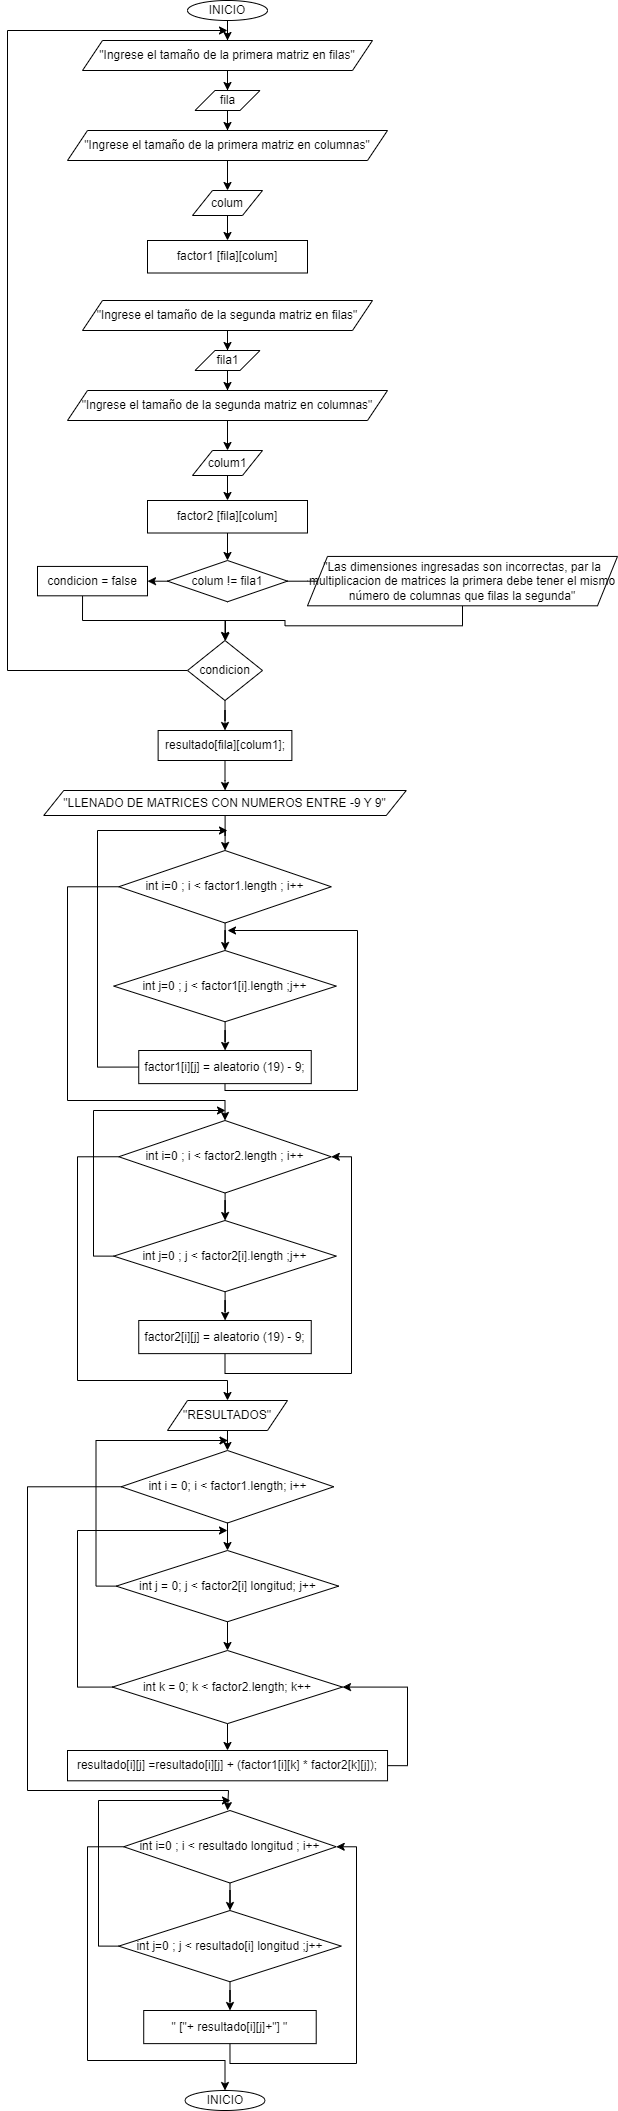 INICIO
"Ingrese el tamaño de la primera matriz en filas"
fila
"Ingrese el tamaño de la primera matriz en columnas"
colum
factor1 [fila][colum]
"Ingrese el tamaño de la segunda matriz en filas"
fila1
"Ingrese el tamaño de la segunda matriz en columnas"
colum1
factor2 [fila][colum]
condicion = false
colum != fila1
"Las dimensiones ingresadas son incorrectas, par la
multiplicacion de matrices la primera debe tener el mismo
número de columnas que filas la segunda"
condicion
resultado[fila][colum1];
"LLENADO DE MATRICES CON NUMEROS ENTRE -9 Y 9"
int i=0 ; i < factor1.length ; i++
int j=0 ; j < factor1[i].length ;j++
factor1[i][j] = aleatorio (19) - 9;
int i=0 ; i < factor2.length ; i++
int j=0 ; j < factor2[i].length ;j++
factor2[i][j] = aleatorio (19) - 9;
"RESULTADOS"
int i = 0; i < factor1.length; i++
int j = 0; j < factor2[i] longitud; j++
int k = 0; k < factor2.length; k++
resultado[i][j] =resultado[i][j] + (factor1[i][k] * factor2[k][j]);
int i=0 ; i < resultado longitud ; i++
int j=0 ; j < resultado[i] longitud ;j++
" ["+ resultado[i][j]+"] "
INICIO